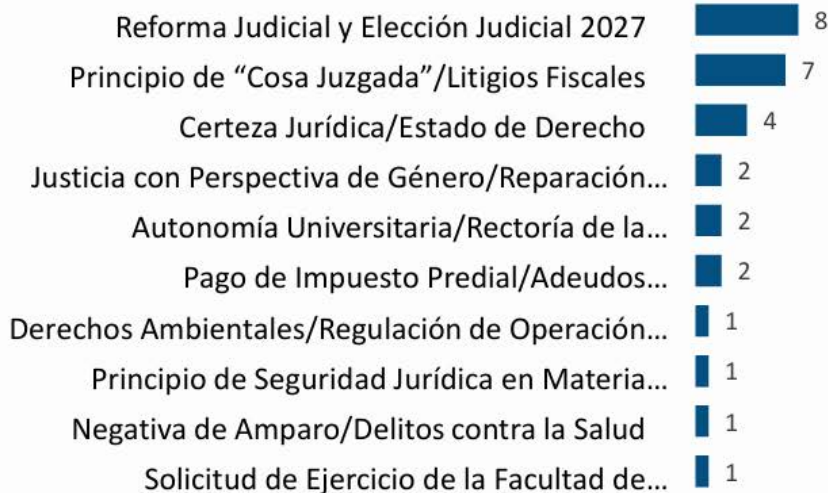 Reforma Judicial y Elección Judicial 2027 8
Principio de “Cosa Juzgada”/Litigios Fiscales 7
Certeza Jurídica/Estado de Derecho 4
Justicia con Perspectiva de Género/Reparación... 2
Autonomía Universitaria/Rectoría de la... 2
Pago de Impuesto Predial/Adeudos... 2
Derechos Ambientales/Regulación de Operación... 1
Principio de Seguridad Jurídica en Materia... 1
Negativa de Amparo/Delitos contra la Salud 1
Solicitud de Ejercicio de la Facultad de... 1